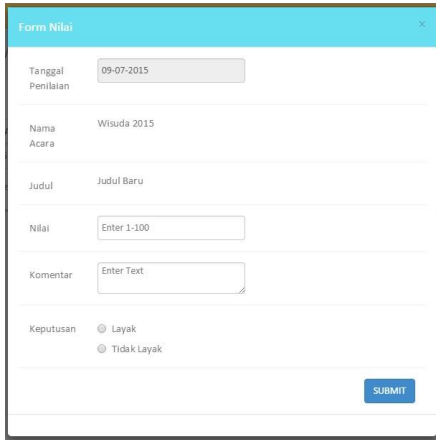 Form Nilai ×
Tanggal
Penilaian
09-07-2015
Nama
Acara
Wisuda 2015
Judul
Judul Baru
Nilai
Enter 1-100
Komentar
Enter Text
Keputusan
Layak
Tidak Layak
SUBMIT